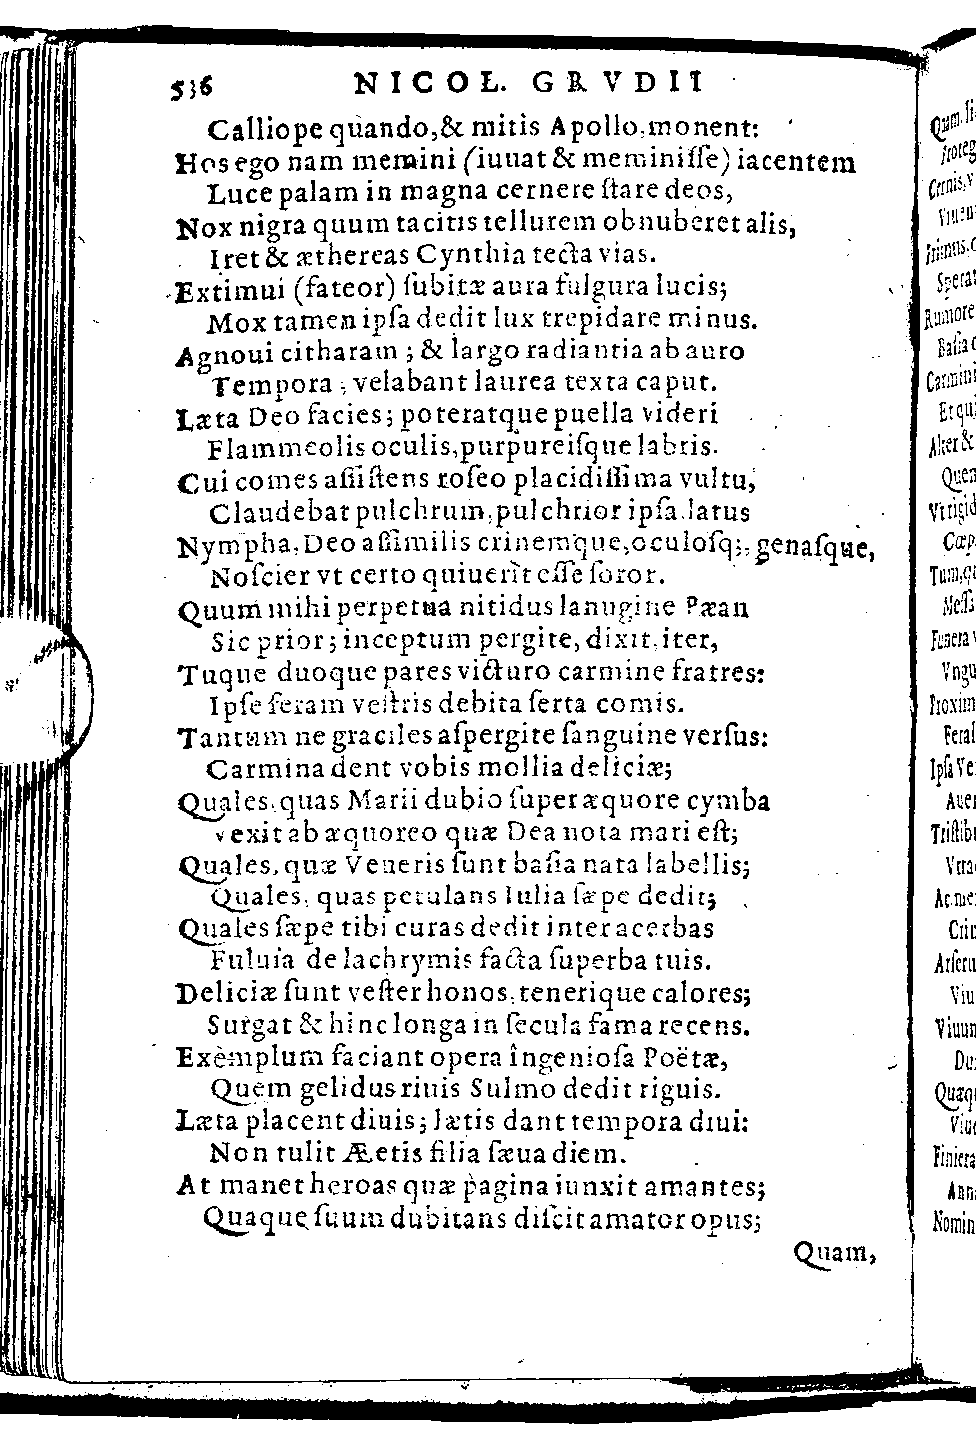 536 NICOL. GRVDII
Calliope quando, & mitis Apollo, monent:
Hos ego nam memini (iuuat & meminiſſe) iacentem
Luce palam in magna cernere ſtare deos,
Nox nigra quum tacitis tellurem obnuberet alis,
Iret & æthereas Cynthia tecta vias.
Extimui (fateor) ſubitæ aura fulgura lucis;
Mox tamen ipſa dedit lux trepidare minus.
Agnoui citharam; & largo radiantia ab auro
Tempora; velabant laurea texta caput.
Læta Deo facies; poteratque puella videri
Flammeolis oculis, purpureiſque labris.
Cui comes aſſiſtens roſeo placidiſſima vultu,
Claudebat pulchrum, pulchrior ipſa latus
Nympha, Deo aſſimilis crinemque, oculoſq;, genaſque,
Noſcier vt certo quiuerit eſſe ſoror.
Quum mihi perpetua nitidus lanugine Pæan
Sic prior; inceptum pergite, dixit, iter,
Tuque duoque pares victuro carmine fratres:
Ipſe feram veſtris debita ſerta comis.
Tantum ne graciles aſpergite ſanguine verſus:
Carmina dent vobis mollia deliciæ;
Quales, quas Marii dubio ſuper æquore cymba
vexit ab æquoreo quæ Dea nota mari eſt;
Quales, quæ Veneris ſunt baſia nata labellis;
Quales, quas petulans Iulia ſæpe dedit;
Quales ſæpe tibi curas dedit inter acerbas
Fuluia de lachrymis facta ſuperba tuis.
Deliciæ ſunt veſter honos, tenerique calores;
Surgat & hinc longa in ſecula fama recens.
Exemplum faciant opera ingenioſa Poëtæ,
Quem gelidus riuis Sulmo dedit riguis.
Læta placent diuis; lætis dant tempora diui:
Non tulit Æetis filia ſæua diem.
At manet heroas quæ pagina iunxit amantes;
Quaque ſuum dubitans diſcit amator opus;
Quam,